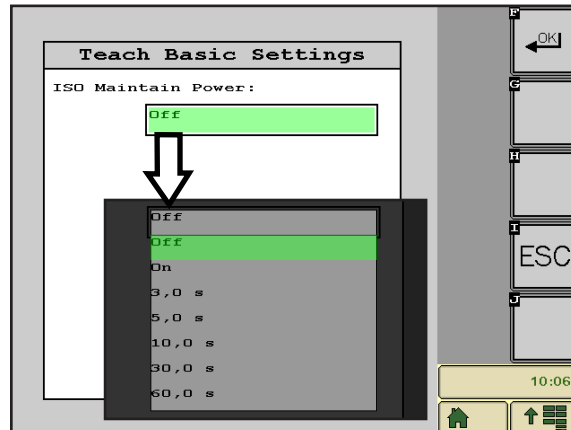 Teach Basic Settings
ISO Maintain Power:
Off
Off
Off
On
3,0 s
5,0 s
10,0 s
30,0 s
60,0 s
F
OK
G
H
I
ESC
J
10:06